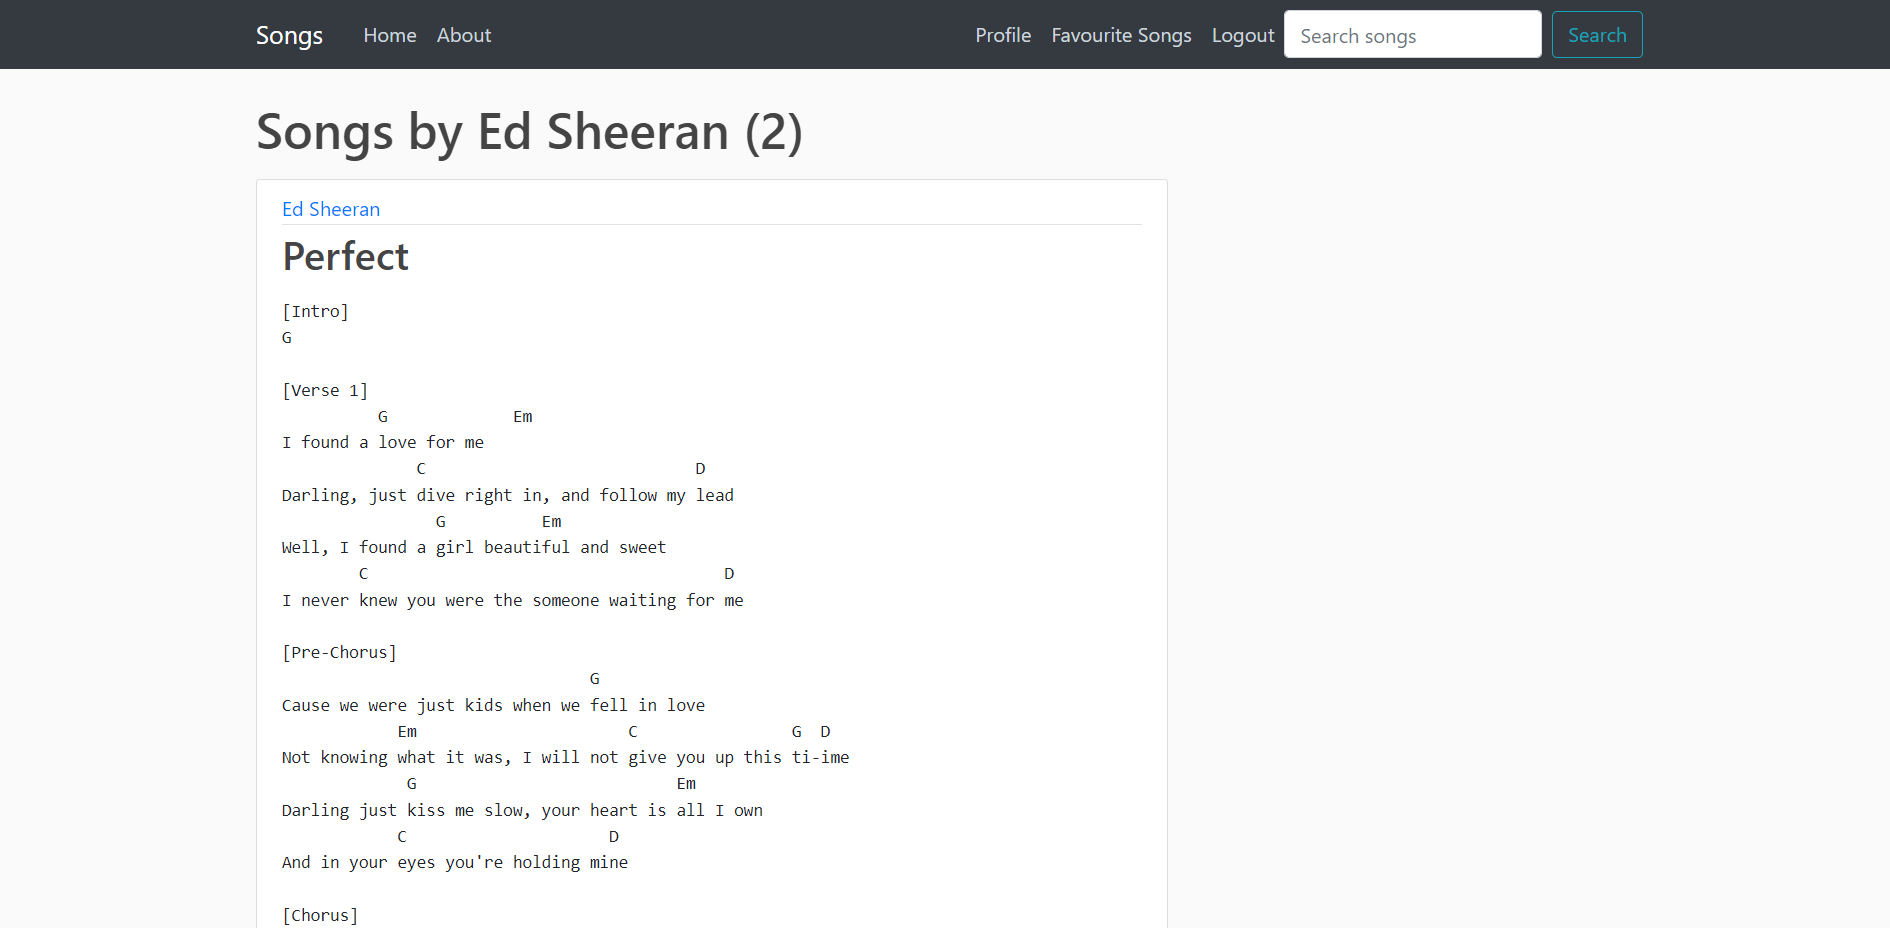 Songs Home About Profile Favourite Songs Logout Search songs Search
Songs by Ed Sheeran (2)
Ed Sheeran
Perfect
[Intro]
G
[Verse 1]
G Em
I found a love for me
C D
Darling, just dive right in, and follow my lead
G Em
Well, I found a girl beautiful and sweet
C D
I never knew you were the someone waiting for me
[Pre-Chorus]
G
Cause we were just kids when we fell in love
Em C G D
Not knowing what it was, I will not give you up this ti-ime
G Em
Darling just kiss me slow, your heart is all I own
C D
And in your eyes you're holding mine
[Chorus]